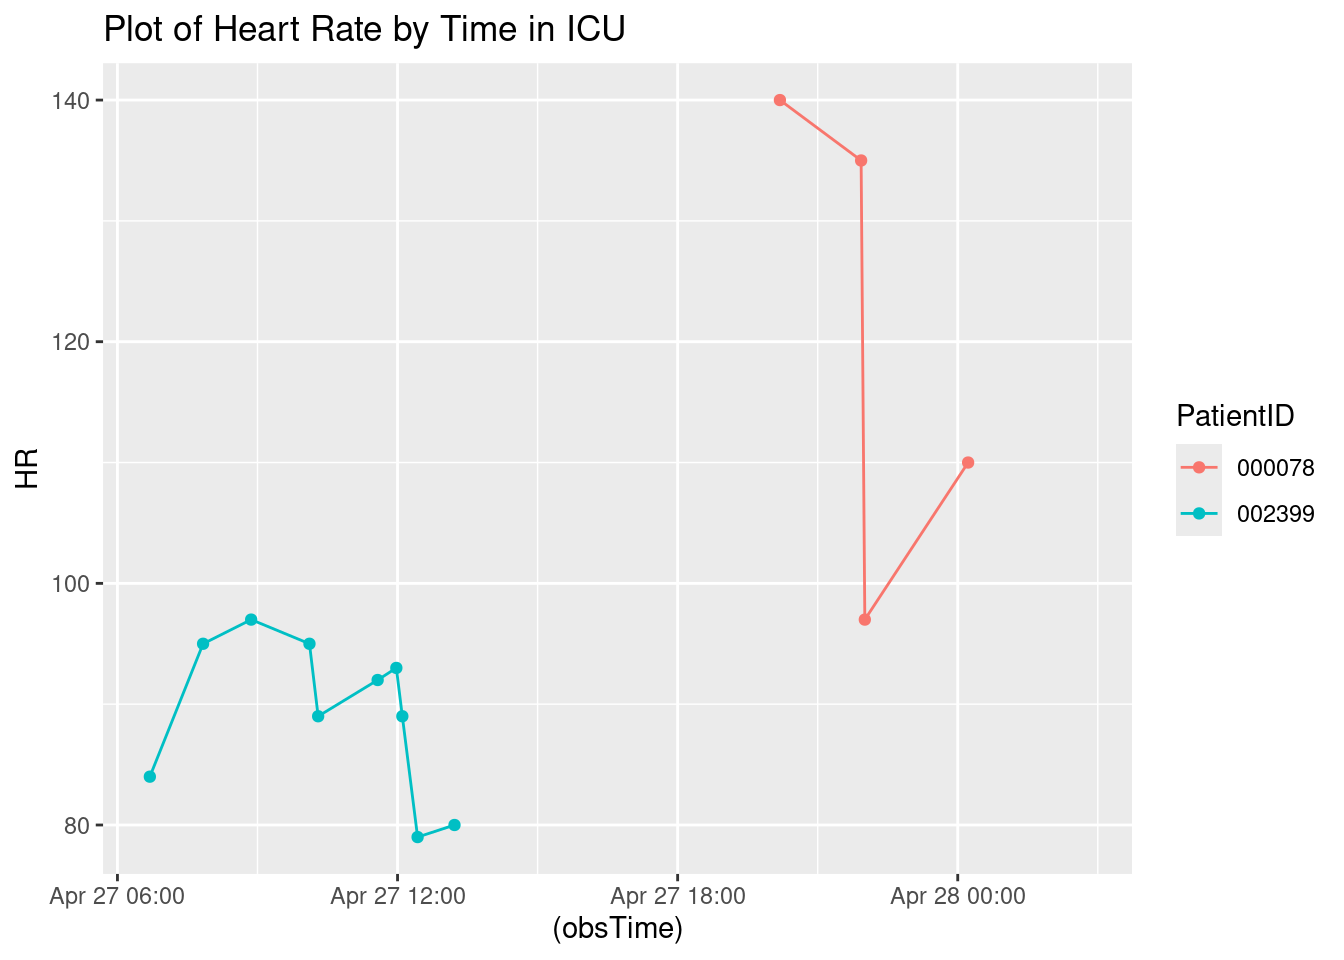 Plot of Heart Rate by Time in ICU
140
120
100
80
HR
Apr 27 06:00
Apr 27 12:00
Apr 27 18:00
Apr 28 00:00
(obsTime)
PatientID
000078
002399